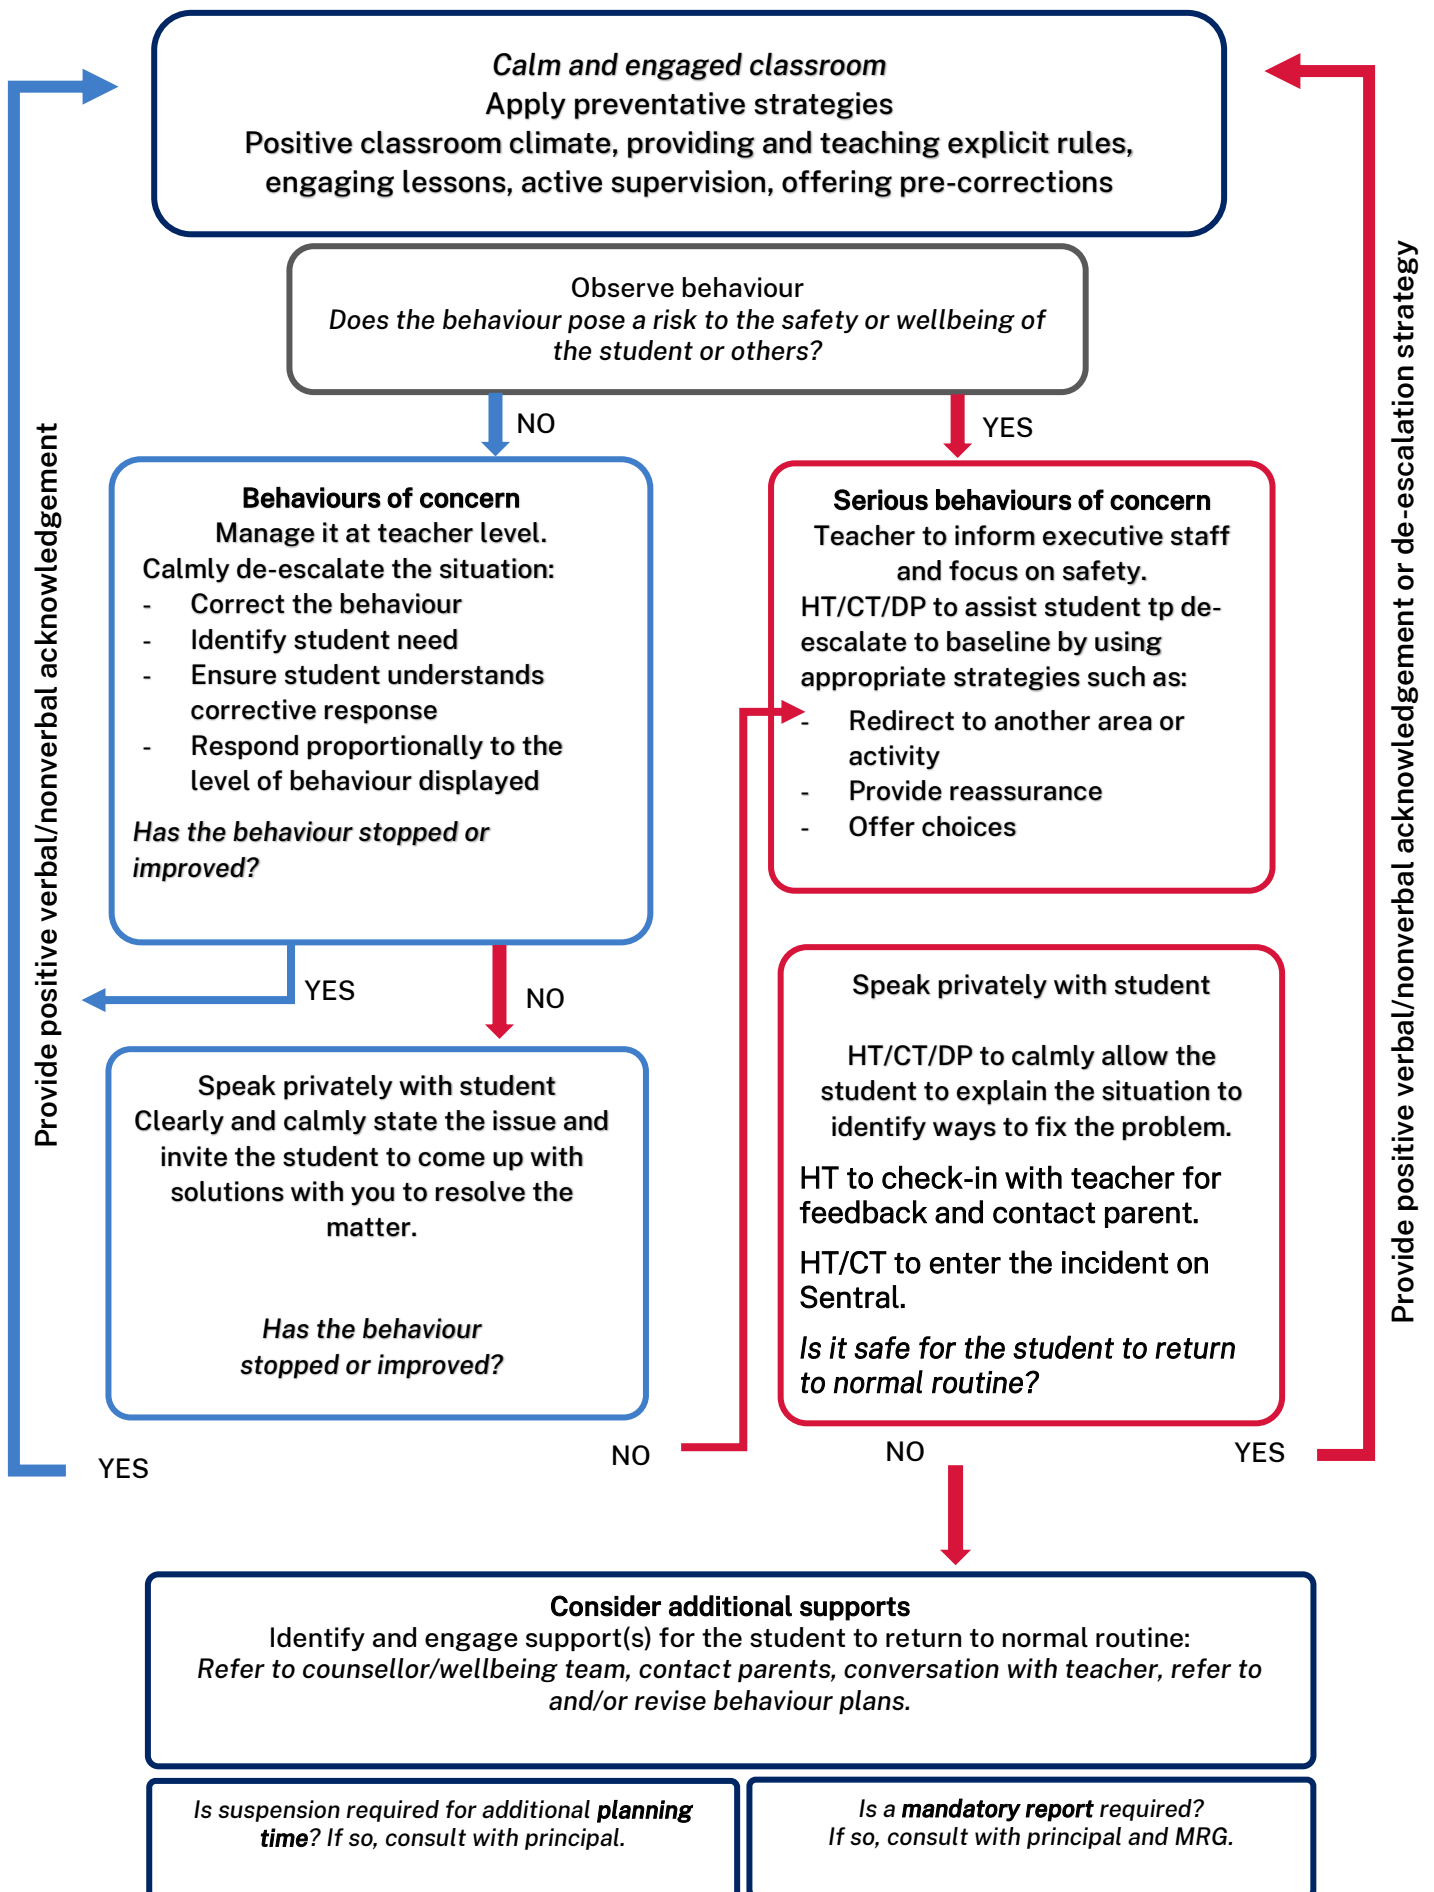 Calm and engaged classroom
Apply preventative strategies
Positive classroom climate, providing and teaching explicit rules,
engaging lessons, active supervision, offering pre-corrections
Observe behaviour
Does the behaviour pose a risk to the safety or wellbeing of
the student or others?
NO
YES
Behaviours of concern
Manage it at teacher level.
Calmly de-escalate the situation:
- Correct the behaviour
- Identify student need
- Ensure student understands
corrective response
- Respond proportionally to the
level of behaviour displayed
Has the behaviour stopped or
improved?
Serious behaviours of concern
Teacher to inform executive staff
and focus on safety.
HT/CT/DP to assist student tp de-
escalate to baseline by using
appropriate strategies such as:
- Redirect to another area or
activity
- Provide reassurance
- Offer choices
YES
NO
Speak privately with student
Clearly and calmly state the issue and
invite the student to come up with
solutions with you to resolve the
matter.
Has the behaviour
stopped or improved?
Speak privately with student
HT/CT/DP to calmly allow the
student to explain the situation to
identify ways to fix the problem.
HT to check-in with teacher for
feedback and contact parent.
HT/CT to enter the incident on
Sentral.
Is it safe for the student to return
to normal routine?
YES
NO
NO
YES
Provide positive verbal/nonverbal acknowledgement
Provide positive verbal/nonverbal acknowledgement or de-escalation strategy
Consider additional supports
Identify and engage support(s) for the student to return to normal routine:
Refer to counsellor/wellbeing team, contact parents, conversation with teacher, refer to
and/or revise behaviour plans.
Is suspension required for additional planning
time? If so, consult with principal.
Is a mandatory report required?
If so, consult with principal and MRG.